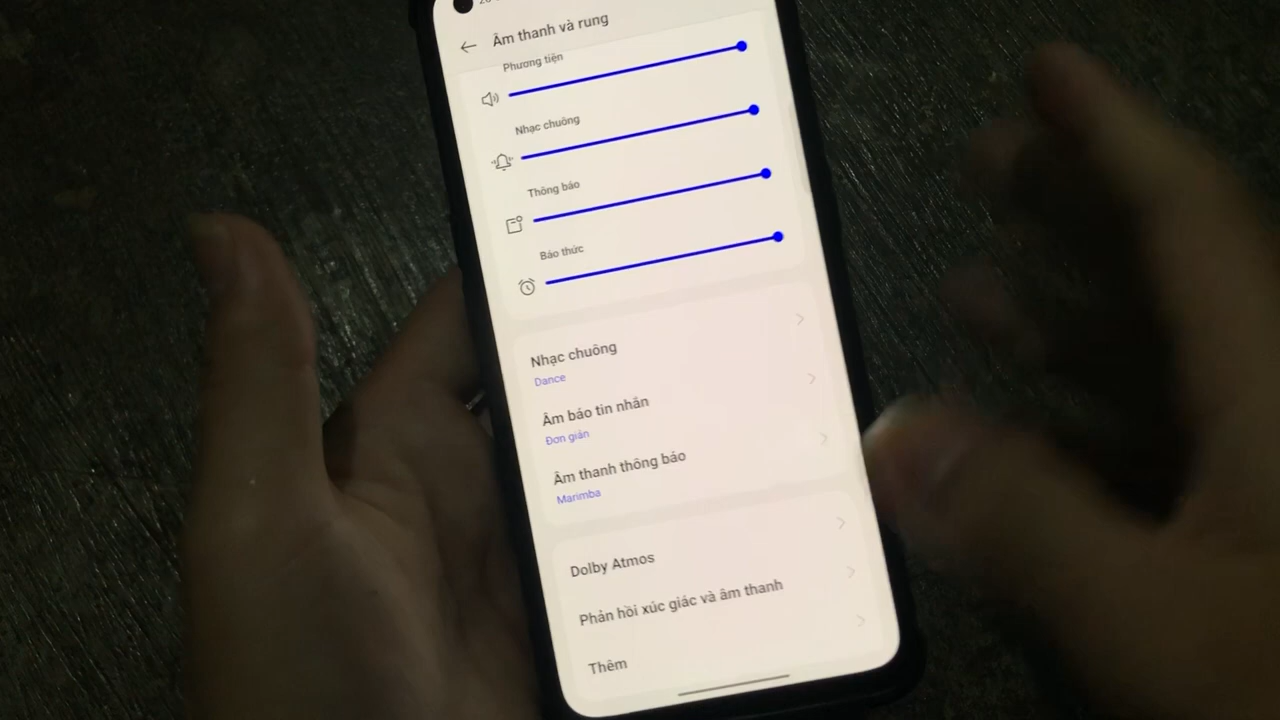 Âm thanh và rung
Phương tiện
Nhạc chuông
Thông báo
Báo thức
Nhạc chuông
Dance
Âm báo tin nhắn
Đơn giản
Âm thanh thông báo
Marimba
Dolby Atmos
Phản hồi xúc giác và âm thanh
Thêm